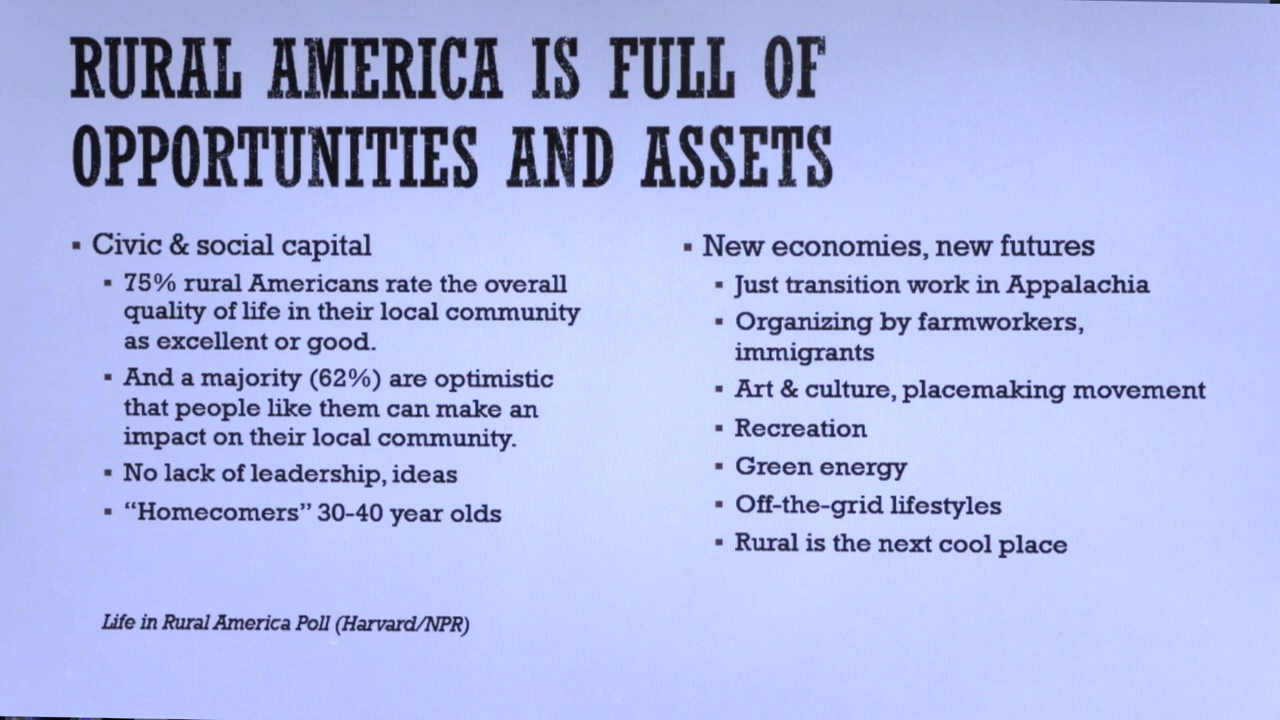 RURAL AMERICA IS FULL OF
OPPORTUNITIES AND ASSETS
▪ Civic & social capital
▪ 75% rural Americans rate the overall
quality of life in their local community
as excellent or good.
▪ And a majority (62%) are optimistic
that people like them can make an
impact on their local community.
▪ No lack of leadership, ideas
▪ “Homecomers” 30-40 year olds
Life in Rural America Poll (Harvard/NPR)
▪ New economies, new futures
▪ Just transition work in Appalachia
▪ Organizing by farmworkers,
immigrants
▪ Art & culture, placemaking movement
▪ Recreation
▪ Green energy
▪ Off-the-grid lifestyles
▪ Rural is the next cool place